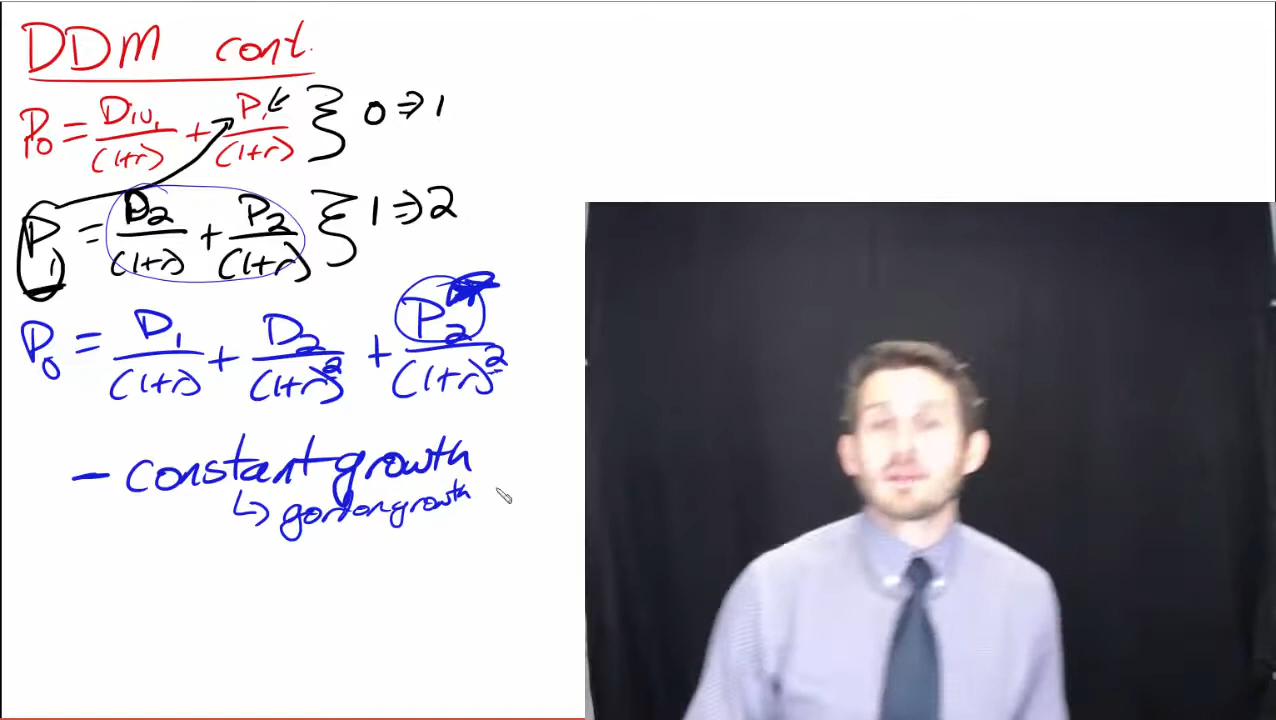 DDM cont.
P₀ = Div₁/(1+r) + P₁/(1+r) } 0 ⇒ 1
P₁ = D₂/(1+r) + P₂/(1+r) } 1 ⇒ 2
P₀ = D₁/(1+r) + D₂/(1+r)² + P₂/(1+r)²
- constant growth
↳ gordon growth